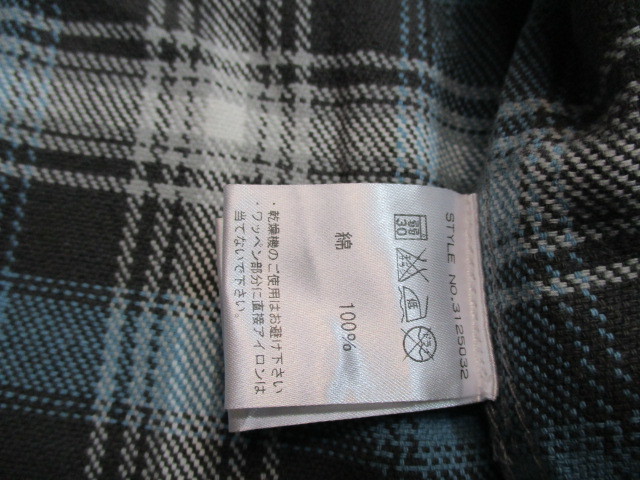 STYLE NO.3125032
30
綿 100%
・乾燥機のご使用はお避け下さい
・ワッペン部分に直接アイロンは
当てないで下さい。